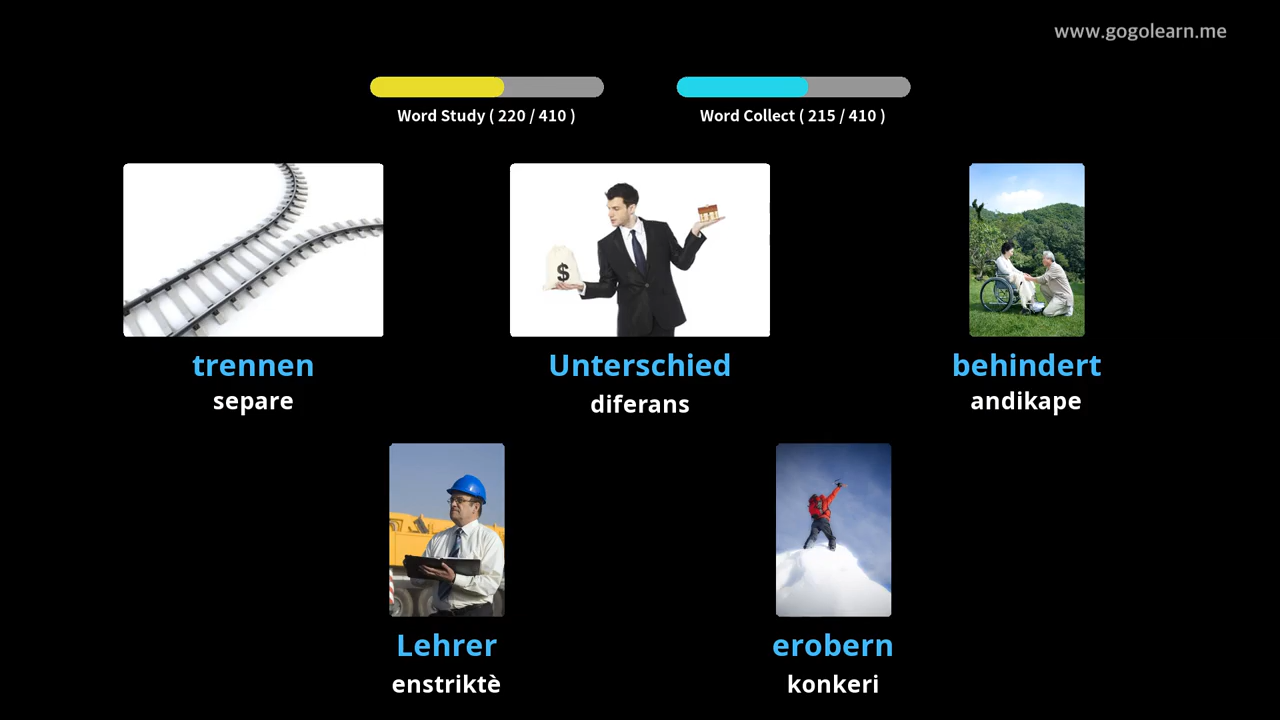 www.gogolearn.me
Word Study ( 220 / 410 )
Word Collect ( 215 / 410 )
$
trennen
separe
Unterschied
diferans
behindert
andikape
Lehrer
enstriktè
erobern
konkeri